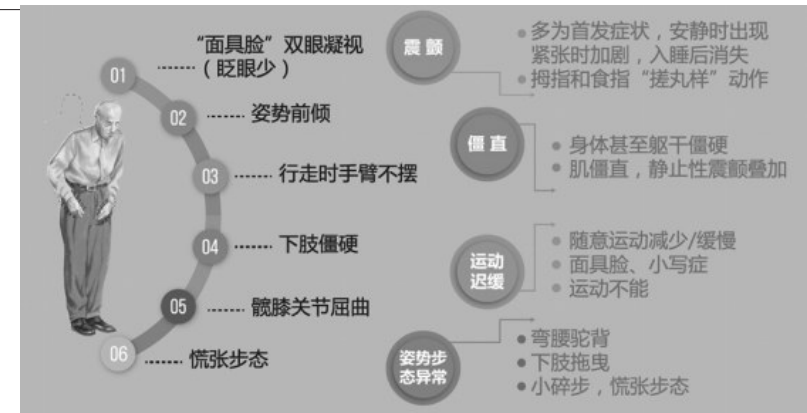 01
“面具脸”双眼凝视
（眨眼少）
02
姿势前倾
03
行走时手臂不摆
04
下肢僵硬
05
髋膝关节屈曲
06
慌张步态
震颤
多为首发症状，安静时出现
紧张时加剧，入睡后消失
拇指和食指“搓丸样”动作
僵直
身体甚至躯干僵硬
肌僵直，静止性震颤叠加
运动
迟缓
随意运动减少/缓慢
面具脸、小写症
运动不能
姿势步
态异常
弯腰驼背
下肢拖曳
小碎步，慌张步态